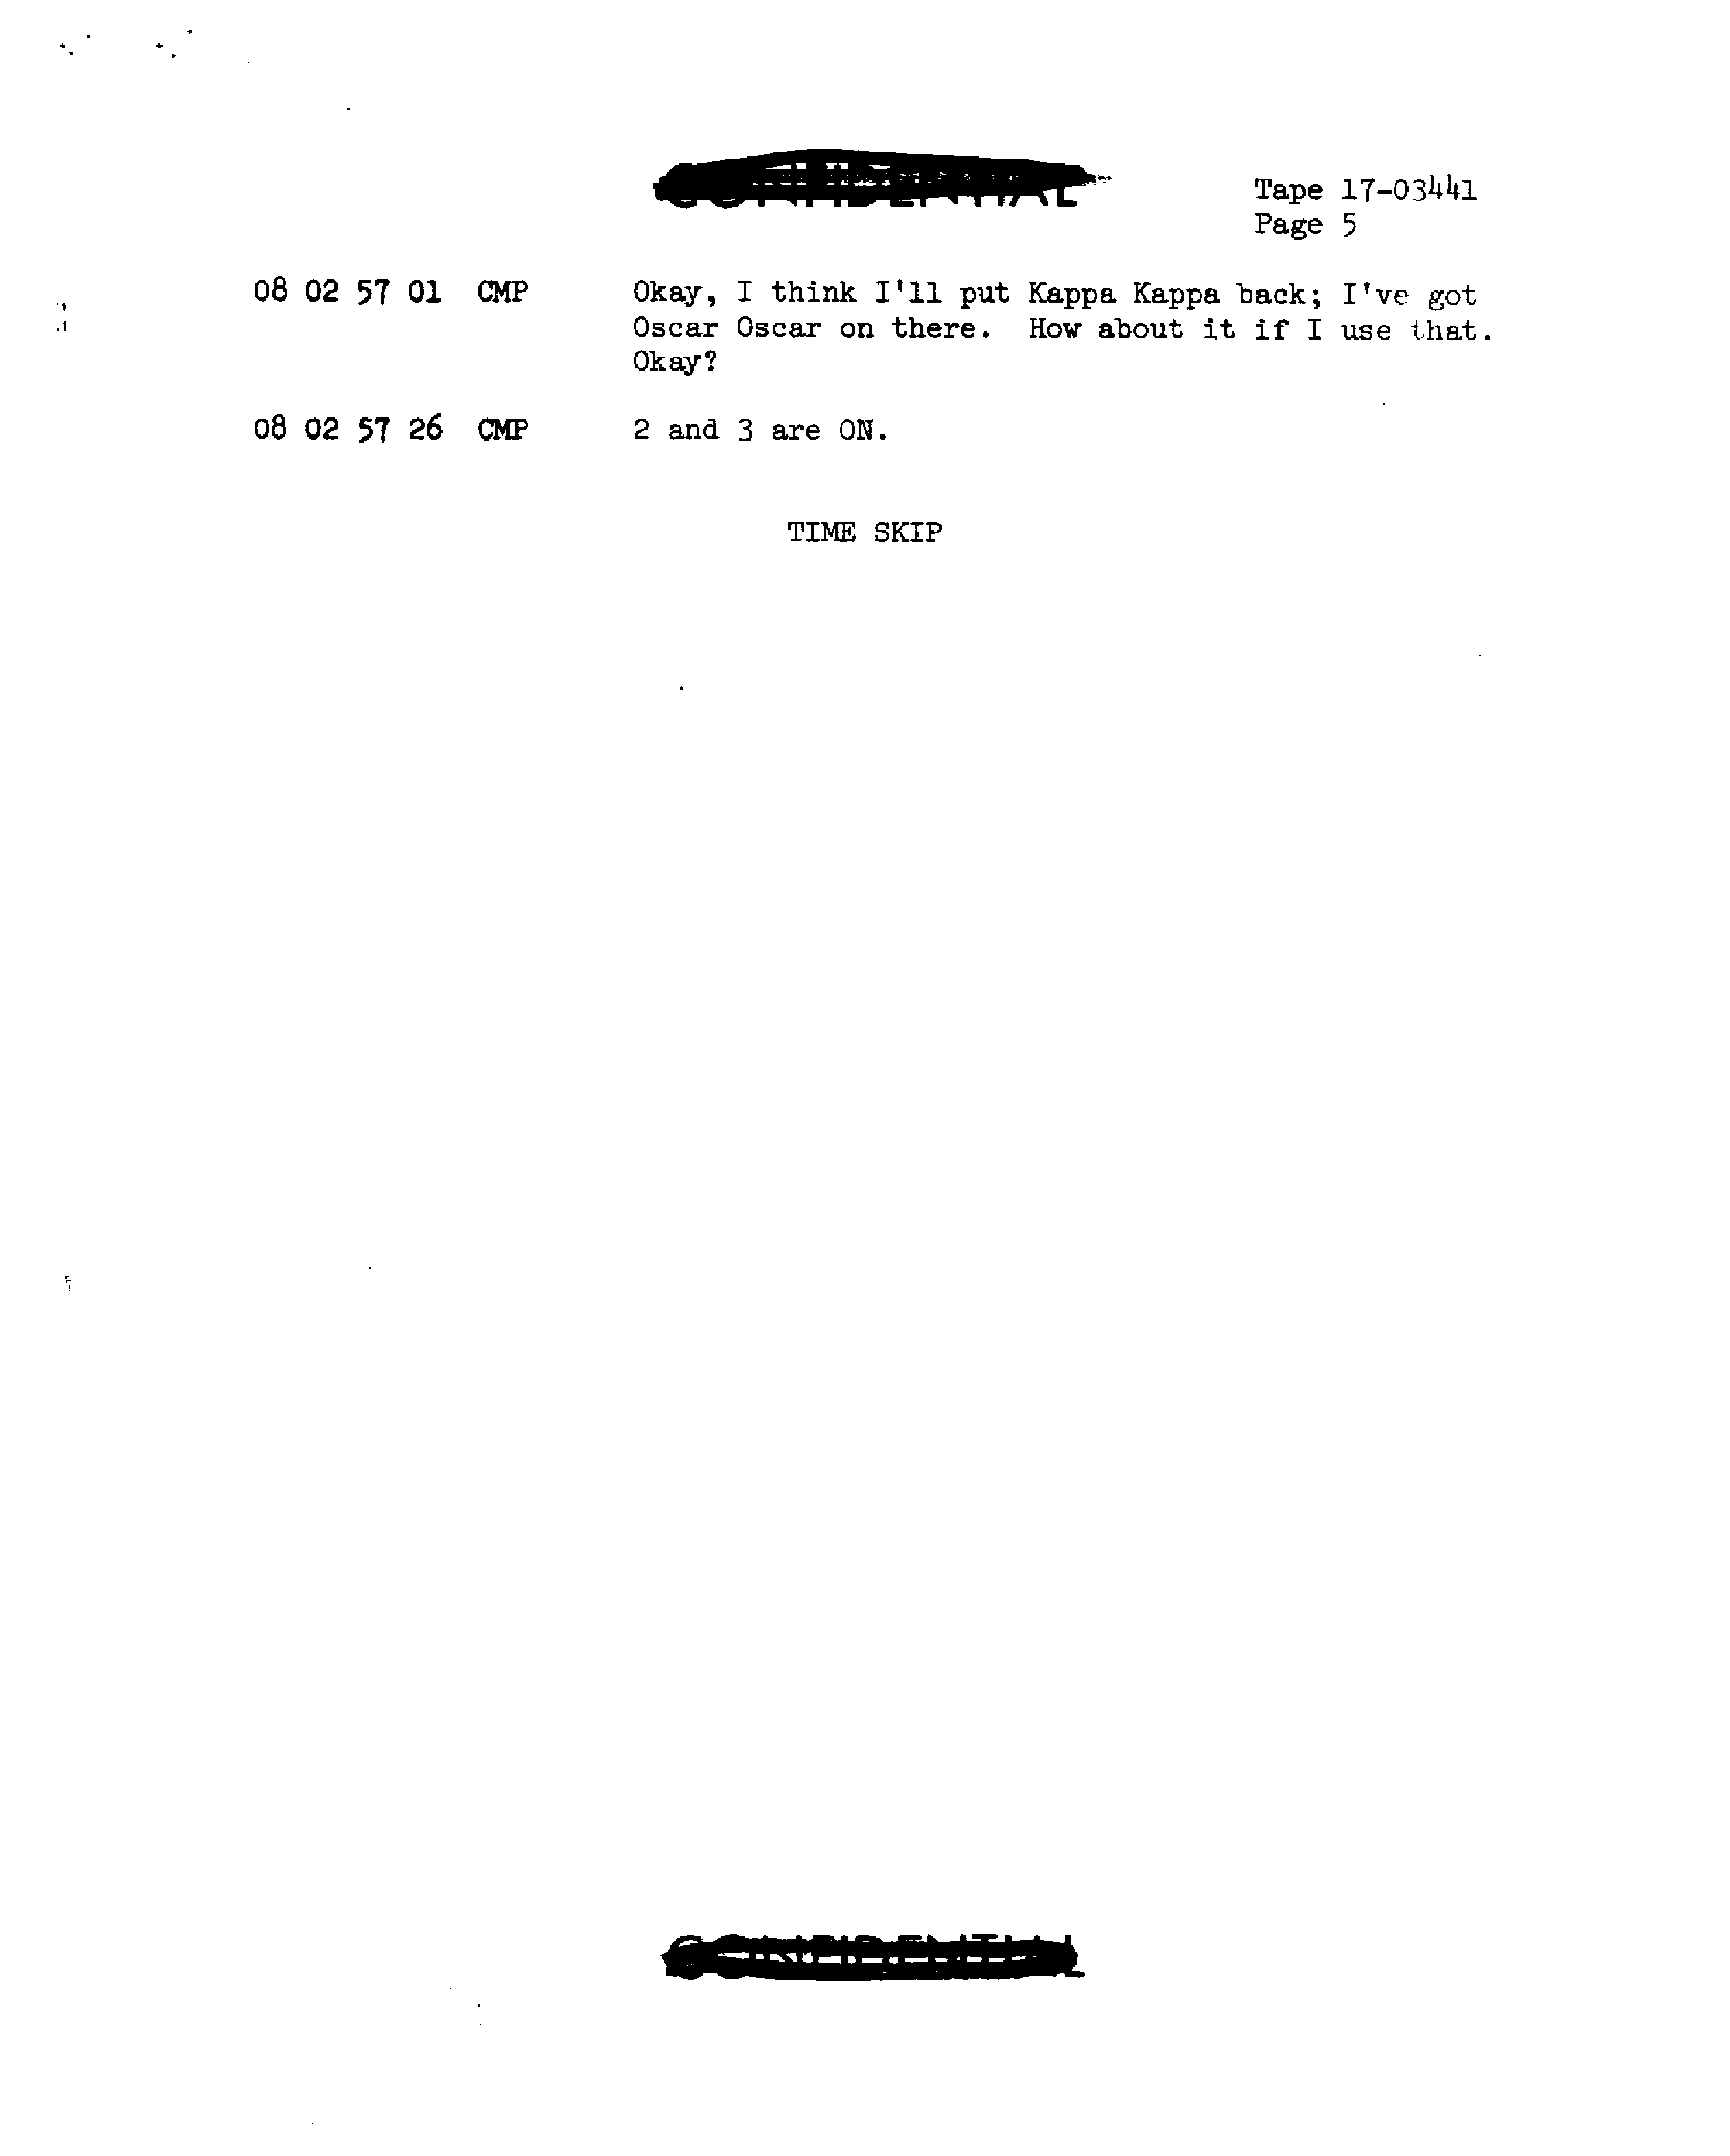 CONFIDENTIAL
Tape 17-03441
Page 5
08 02 57 01 CMP Okay, I think I'll put Kappa Kappa back; I've got
Oscar Oscar on there. How about it if I use that.
Okay?
08 02 57 26 CMP 2 and 3 are ON.
TIME SKIP
CONFIDENTIAL